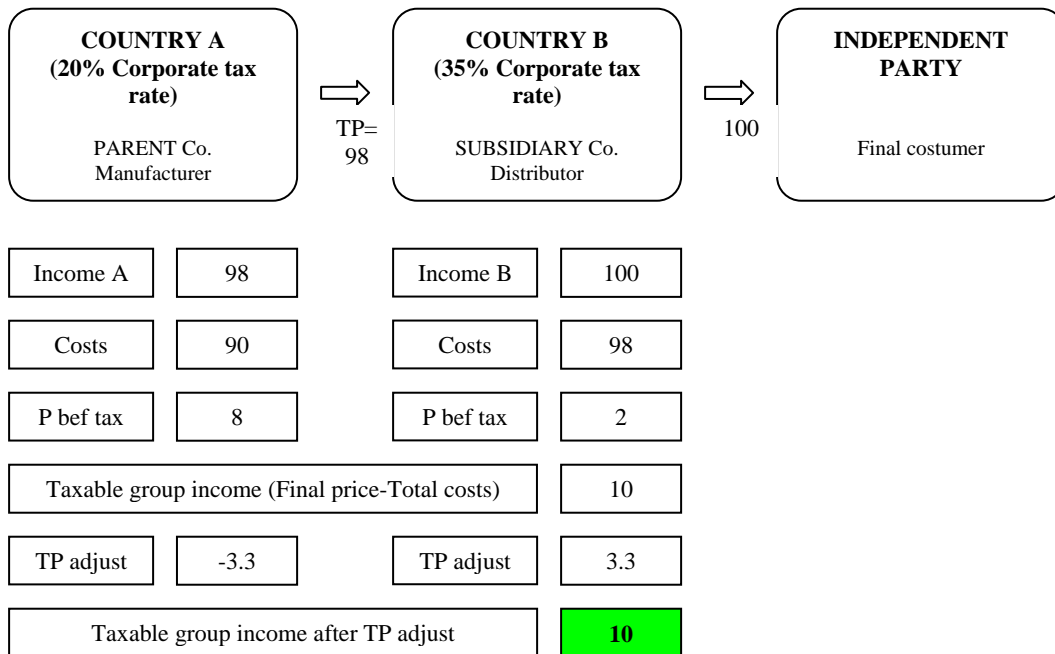 COUNTRY A
(20% Corporate tax
rate)
PARENT Co.
Manufacturer
TP=
98
COUNTRY B
(35% Corporate tax
rate)
SUBSIDIARY Co.
Distributor
100
INDEPENDENT
PARTY
Final costumer
Income A 98 Income B 100
Costs 90 Costs 98
P bef tax 8 P bef tax 2
Taxable group income (Final price-Total costs) 10
TP adjust -3.3 TP adjust 3.3
Taxable group income after TP adjust 10